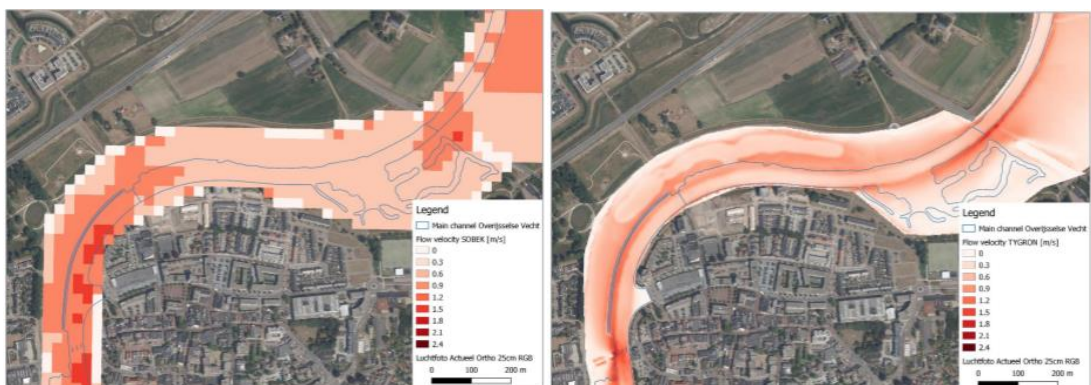 Legend
Main channel Overijsselse Vecht
Flow velocity SOBEK [m/s]
0
0.3
0.6
0.9
1.2
1.5
1.8
2.1
2.4
Luchtfoto Actueel Ortho 25cm RGB
0 100 200 m
Legend
Main channel Overijsselse Vecht
Flow velocity TYGRON [m/s]
0
0.3
0.6
0.9
1.2
1.5
1.8
2.1
2.4
Luchtfoto Actueel Ortho 25cm RGB
0 100 200 m